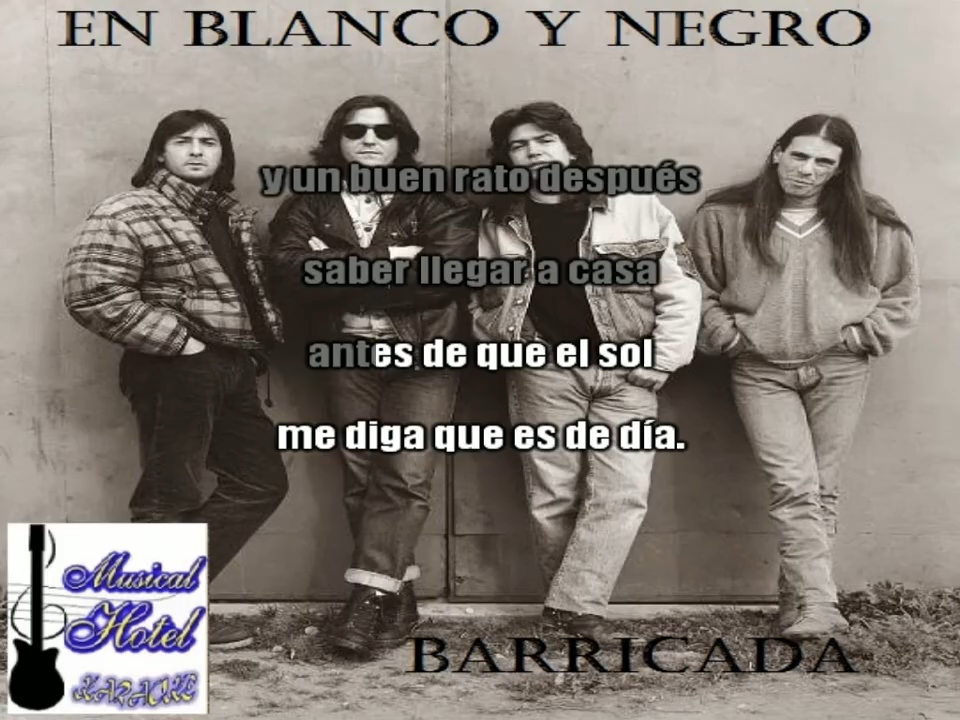 EN BLANCO Y NEGRO
y un buen rato después
saber llegar a casa
antes de que el sol
me diga que es de día.
Musical
Hotel
KARAOKE
BARRICADA